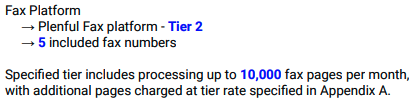 Fax Platform
→ Plenful Fax platform - Tier 2
→ 5 included fax numbers
Specified tier includes processing up to 10,000 fax pages per month,
with additional pages charged at tier rate specified in Appendix A.